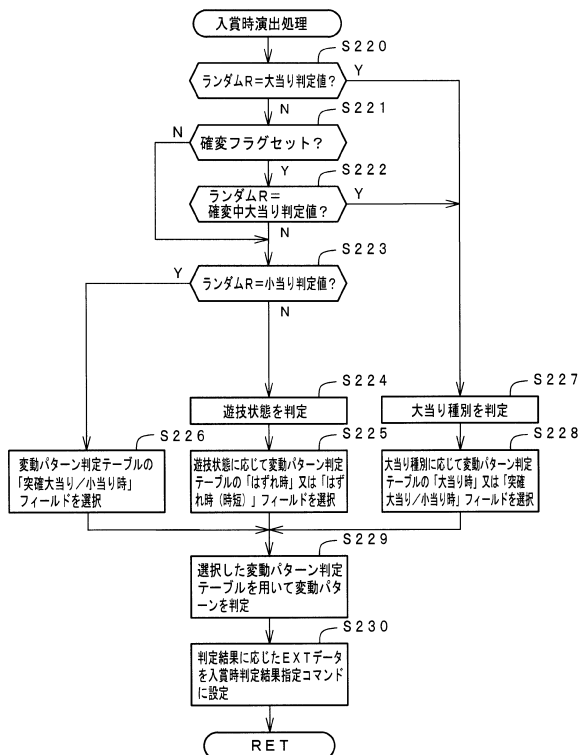 入賞時演出処理
S220
ランダムR=大当り判定値?
Y
N
S221
N
確変フラグセット?
Y
S222
ランダムR=
確変中大当り判定値?
Y
N
S223
Y
ランダムR=小当り判定値?
N
S224
遊技状態を判定
S227
大当り種別を判定
S226
変動パターン判定テーブルの
「突確大当り/小当り時」
フィールドを選択
S225
遊技状態に応じて変動パターン判定
テーブルの「はずれ時」又は「はず
れ時(時短)」フィールドを選択
S228
大当り種別に応じて変動パターン判定
テーブルの「大当り時」又は「突確
大当り/小当り時」フィールドを選択
S229
選択した変動パターン判定
テーブルを用いて変動パタ
ーンを判定
S230
判定結果に応じたEXTデータ
を入賞時判定結果指定コマンド
に設定
RET